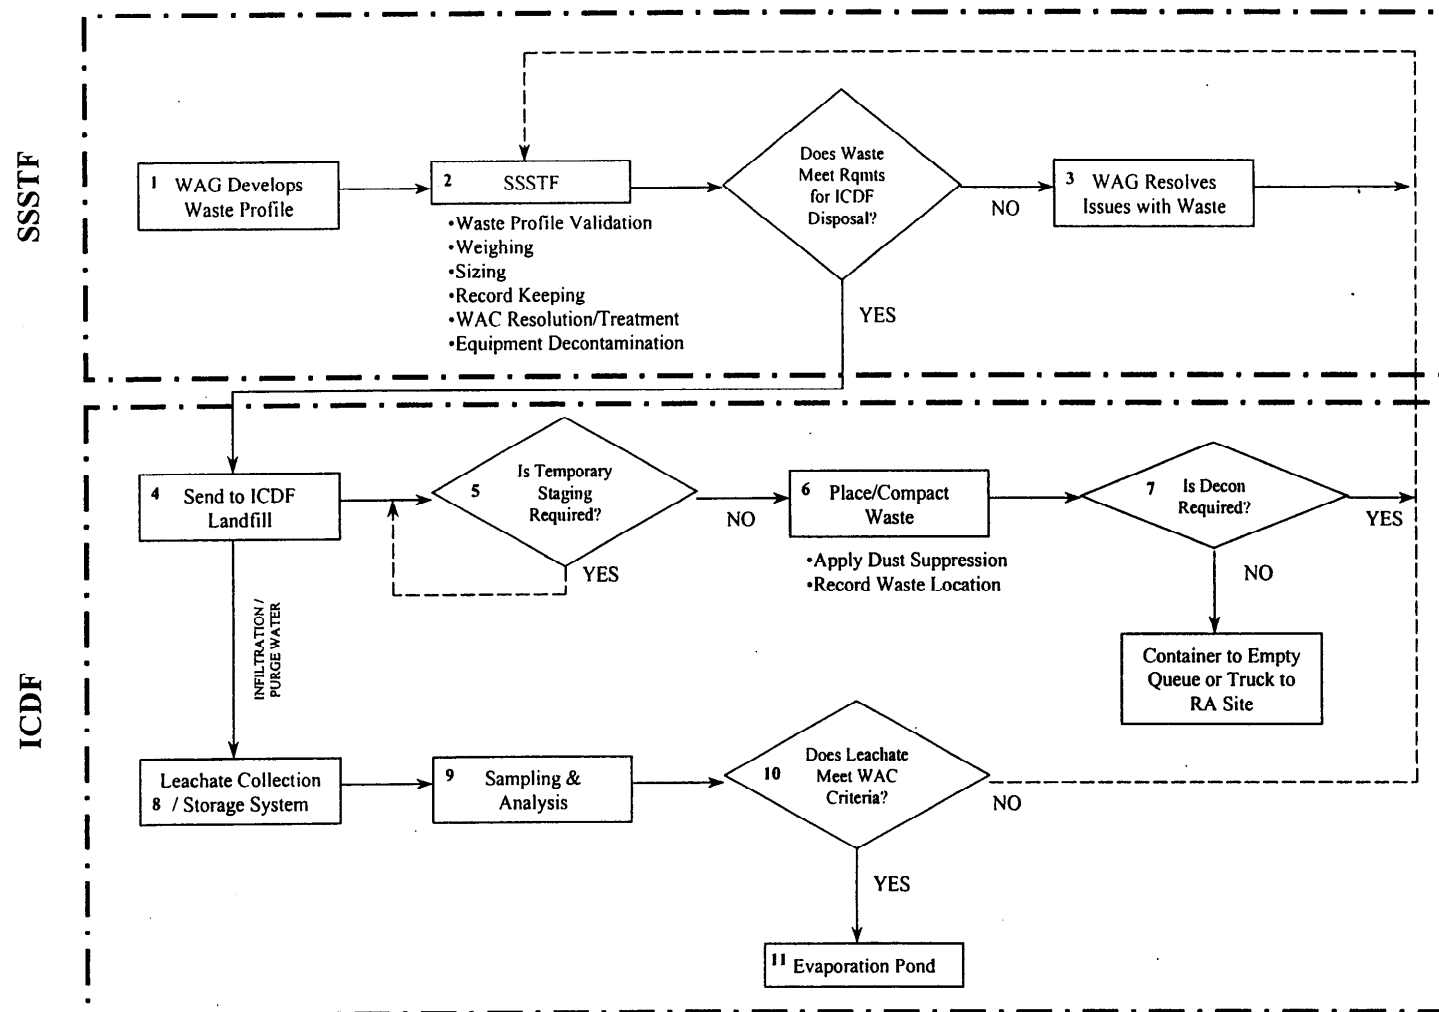 SSSTF
1 WAG Develops
Waste Profile
2 SSSTF
•Waste Profile Validation
•Weighing
•Sizing
•Record Keeping
•WAC Resolution/Treatment
•Equipment Decontamination
Does Waste
Meet Rqmts
for ICDF
Disposal?
NO
YES
3 WAG Resolves
Issues with Waste
ICDF
4 Send to ICDF
Landfill
5 Is Temporary
Staging
Required?
NO
YES
6 Place/Compact
Waste
•Apply Dust Suppression
•Record Waste Location
7 Is Decon
Required?
YES
NO
Container to Empty
Queue or Truck to
RA Site
INFILTRATION /
PURGE WATER
Leachate Collection
8 / Storage System
9 Sampling &
Analysis
10 Does Leachate
Meet WAC
Criteria?
NO
YES
11 Evaporation Pond